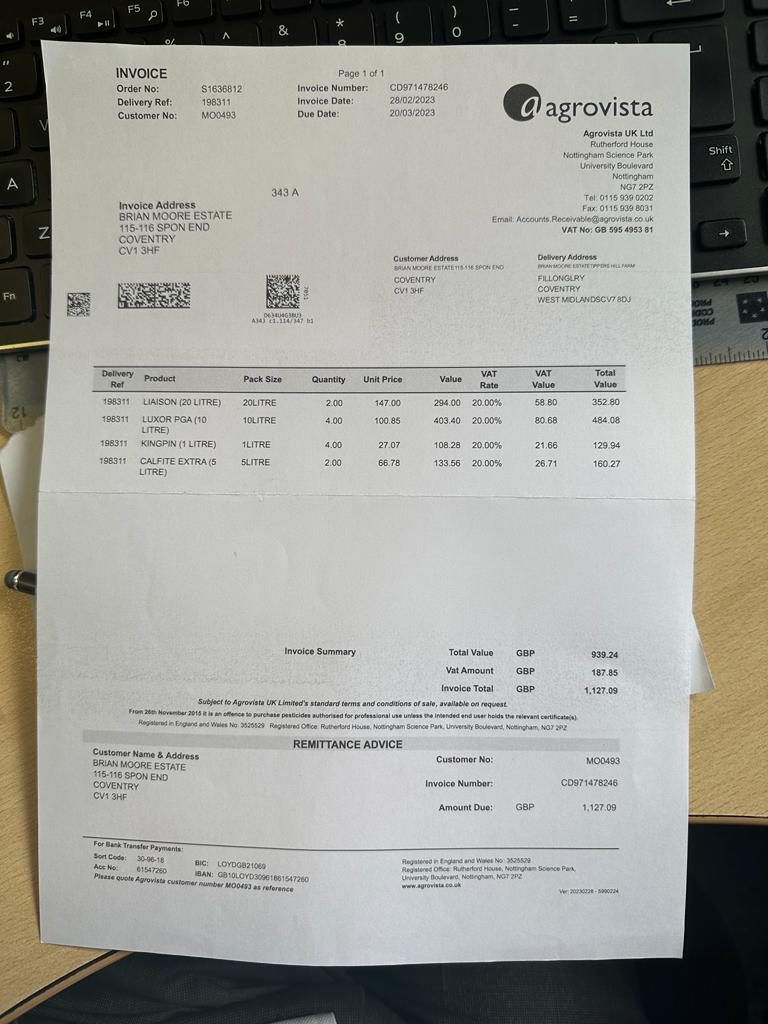 INVOICE
Page 1 of 1
Order No: S1636812
Delivery Ref: 198311
Customer No: MO0493
Invoice Number: CD971478246
Invoice Date: 28/02/2023
Due Date: 20/03/2023
agrovista
Agrovista UK Ltd
Rutherford House
Nottingham Science Park
University Boulevard
Nottingham
NG7 2PZ
Tel: 0115 939 0202
Fax: 0115 939 8031
Email: Accounts.Receivable@agrovista.co.uk
VAT No: GB 595 4953 81
343 A
Invoice Address
BRIAN MOORE ESTATE
115-116 SPON END
COVENTRY
CV1 3HF
Customer Address
BRIAN MOORE ESTATE115-116 SPON END
COVENTRY
CV1 3HF
Delivery Address
BRIAN MOORE ESTATETIPPERS HILL FARM
FILLONGLRY
COVENTRY
WEST MIDLANDSCV7 8DJ
7051
D634U4G3BU3
A343 c1.114/347 b1
Delivery Ref Product Pack Size Quantity Unit Price Value VAT Rate VAT Value Total Value
198311 LIAISON (20 LITRE) 20LITRE 2.00 147.00 294.00 20.00% 58.80 352.80
198311 LUXOR PGA (10 LITRE) 10LITRE 4.00 100.85 403.40 20.00% 80.68 484.08
198311 KINGPIN (1 LITRE) 1LITRE 4.00 27.07 108.28 20.00% 21.66 129.94
198311 CALFITE EXTRA (5 LITRE) 5LITRE 2.00 66.78 133.56 20.00% 26.71 160.27
Invoice Summary
Total Value GBP 939.24
Vat Amount GBP 187.85
Invoice Total GBP 1,127.09
Subject to Agrovista UK Limited's standard terms and conditions of sale, available on request.
From 26th November 2015 it is an offence to purchase pesticides authorised for professional use unless the intended end user holds the relevant certificate(s).
Registered in England and Wales No: 3525529 Registered Office: Rutherford House, Nottingham Science Park, University Boulevard, Nottingham, NG7 2PZ
REMITTANCE ADVICE
Customer Name & Address
BRIAN MOORE ESTATE
115-116 SPON END
COVENTRY
CV1 3HF
Customer No: MO0493
Invoice Number: CD971478246
Amount Due: GBP 1,127.09
For Bank Transfer Payments:
Sort Code: 30-96-18 BIC: LOYDGB21069
Acc No: 61547260 IBAN: GB10LOYD30961861547260
Please quote Agrovista customer number MO0493 as reference
Registered in England and Wales No: 3525529
Registered Office: Rutherford House, Nottingham Science Park,
University Boulevard, Nottingham, NG7 2PZ
www.agrovista.co.uk
Ver: 20230228 - 5990224
F3
F4
F5
F6
%
^
&
*
8
(
9
)
0
-
=
2
A
Z
Fn
Shift